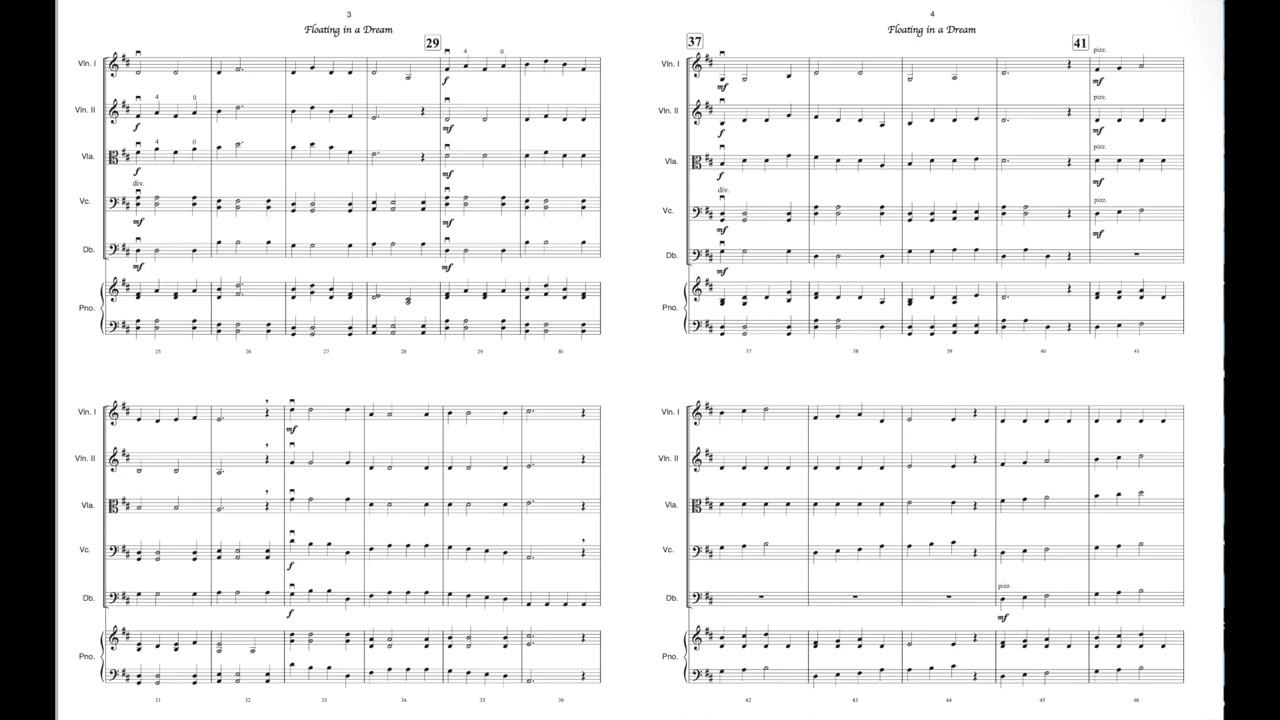 3
Floating in a Dream
29
Vln. I
4 0
f
Vln. II
4 0
f
mf
Vla.
4 0
f
mf
div.
Vc.
mf
mf
Db.
mf
mf
Pno.
25 26 27 28 29 30
Vln. I
mf
Vln. II
Vla.
Vc.
f
Db.
f
Pno.
31 32 33 34 35 36
4
Floating in a Dream
37
41
pizz.
Vln. I
mf
mf
pizz.
Vln. II
f
mf
pizz.
Vla.
f
mf
div.
pizz.
Vc.
mf
mf
Db.
mf
Pno.
37 38 39 40 41
Vln. I
Vln. II
Vla.
Vc.
pizz.
Db.
mf
Pno.
42 43 44 45 46